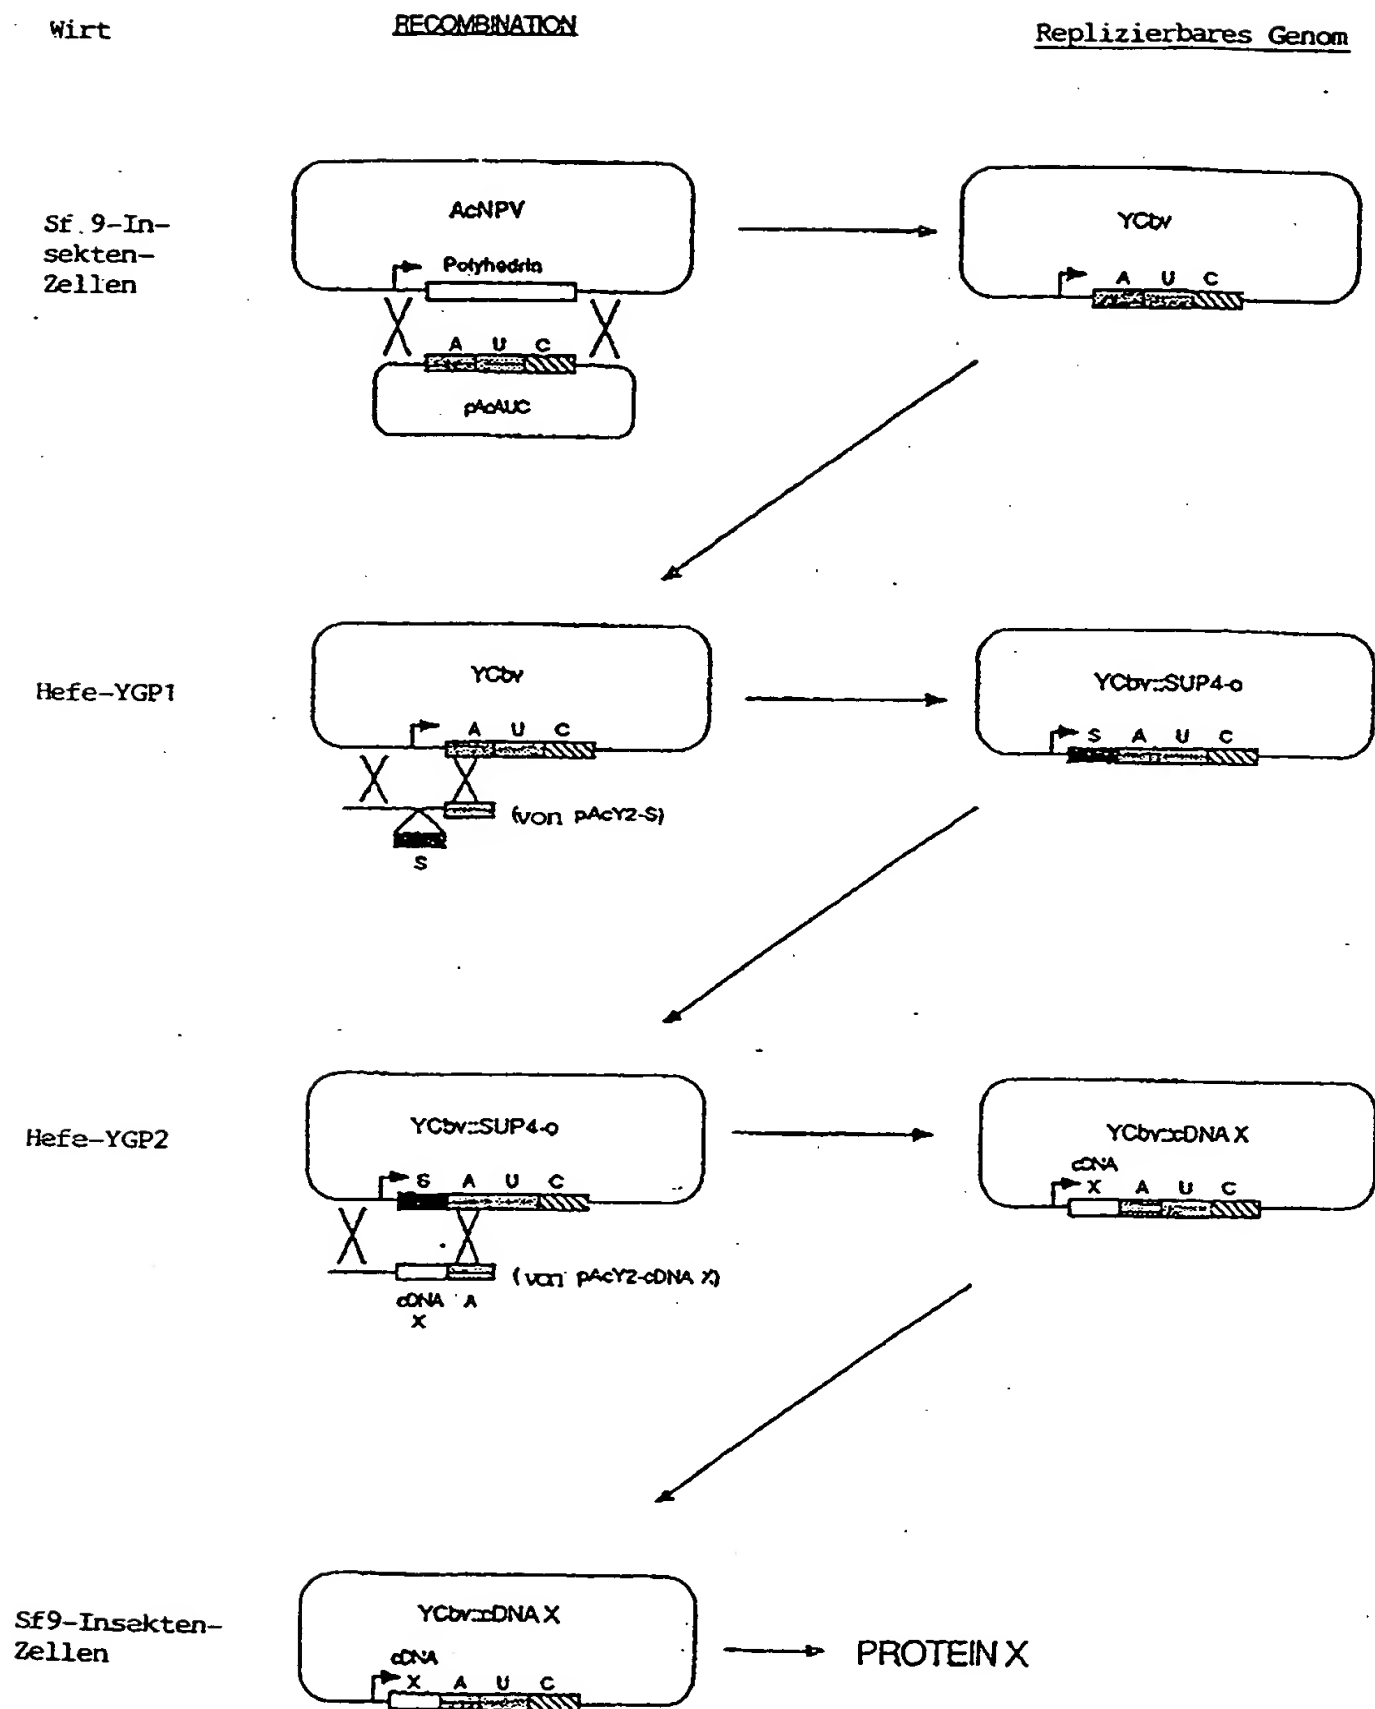 Wirt RECOMBINATION Replizierbares Genom
Sf.9-In-
sekten-
Zellen
AcNPV
Polyhedrin
A U C
pAcAUC
YCbv
A U C
Hefe-YGP1
YCbv
A U C
(von pAcY2-S)
S
YCbv::SUP4-o
S A U C
Hefe-YGP2
YCbv::SUP4-o
S A U C
(von pAcY2-cDNA X)
cDNA A
X
YCbv::cDNA X
cDNA
X A U C
Sf9-Insekten-
Zellen
YCbv::cDNA X
cDNA
X A U C
PROTEIN X